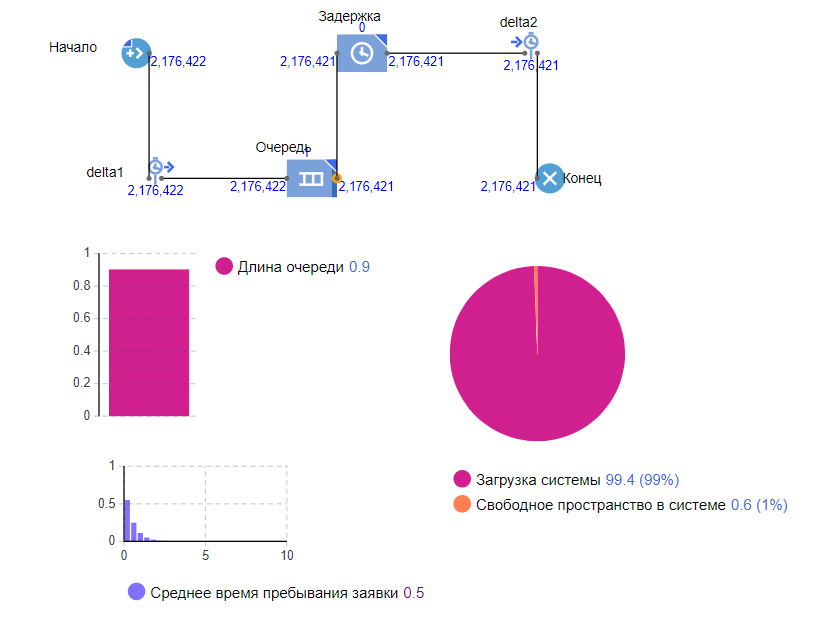 Задержка
0
delta2
Начало
2,176,422
2,176,421
2,176,421
2,176,421
Очередь
1
delta1
2,176,422
2,176,422
2,176,421
2,176,421
Конец
1
0.8
0.6
0.4
0.2
0
Длина очереди 0.9
1
0.5
0
0
5
10
Среднее время пребывания заявки 0.5
Загрузка системы 99.4 (99%)
Свободное пространство в системе 0.6 (1%)